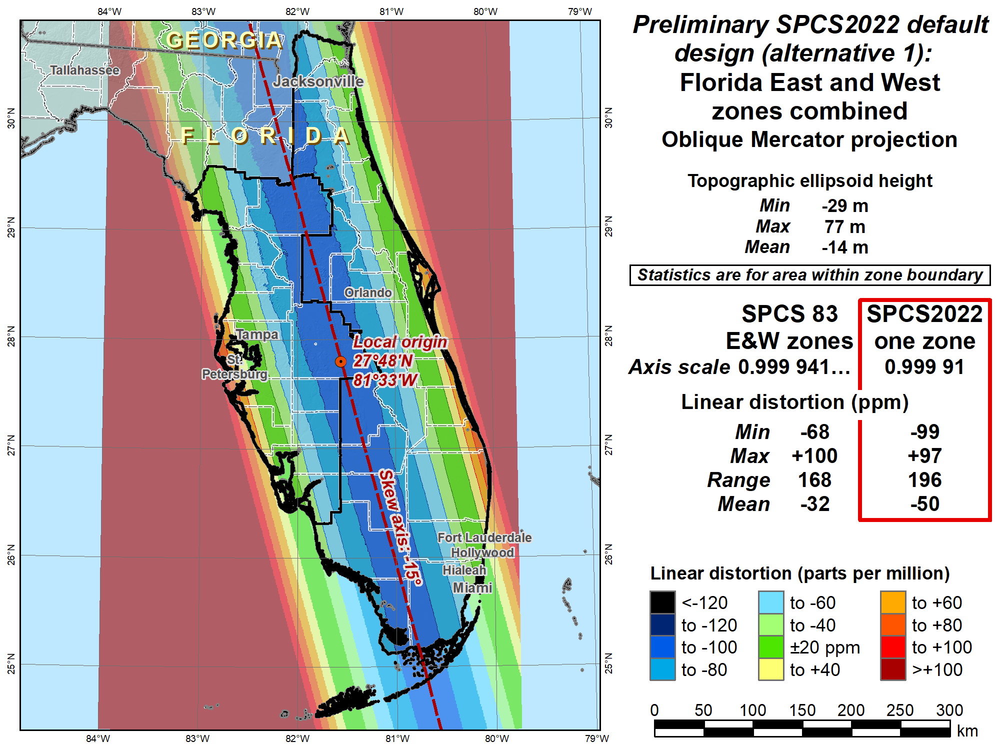 84°W 83°W 82°W 81°W 80°W 79°W
GEORGIA
Tallahassee
Jacksonville
30°N
30°N
FLORIDA
29°N
29°N
Orlando
28°N
28°N
Tampa
Local origin
27°48'N
81°33'W
St.
Petersburg
27°N
27°N
Skew axis: -15°
Fort Lauderdale
Hollywood
26°N
26°N
Hialeah
Miami
25°N
25°N
84°W 83°W 82°W 81°W 80°W 79°W
Preliminary SPCS2022 default
design (alternative 1):
Florida East and West
zones combined
Oblique Mercator projection
Topographic ellipsoid height
Min -29 m
Max 77 m
Mean -14 m
Statistics are for area within zone boundary
SPCS 83 SPCS2022
E&W zones one zone
Axis scale 0.999 941... 0.999 91
Linear distortion (ppm)
Min -68 -99
Max +100 +97
Range 168 196
Mean -32 -50
Linear distortion (parts per million)
<-120 to -60 to +60
to -120 to -40 to +80
to -100 ±20 ppm to +100
to -80 to +40 >+100
0 50 100 150 200 250 300
km